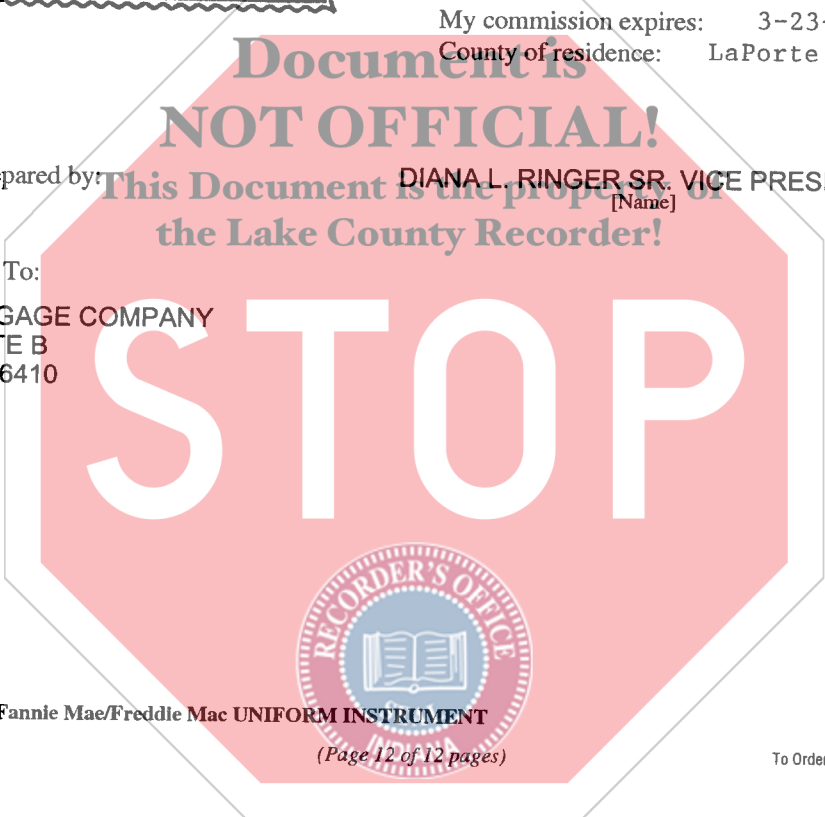 My commission expires: 3-23-
County of residence: LaPorte
Document is
NOT OFFICIAL!
pared by: DIANA L. RINGER SR. VICE PRES
[Name]
This Document is the property of
the Lake County Recorder!
To:
GAGE COMPANY
TE B
6410
STOP
RECORDER'S OFFICE
SEAL
INDIANA
Fannie Mae/Freddie Mac UNIFORM INSTRUMENT
(Page 12 of 12 pages)
To Order